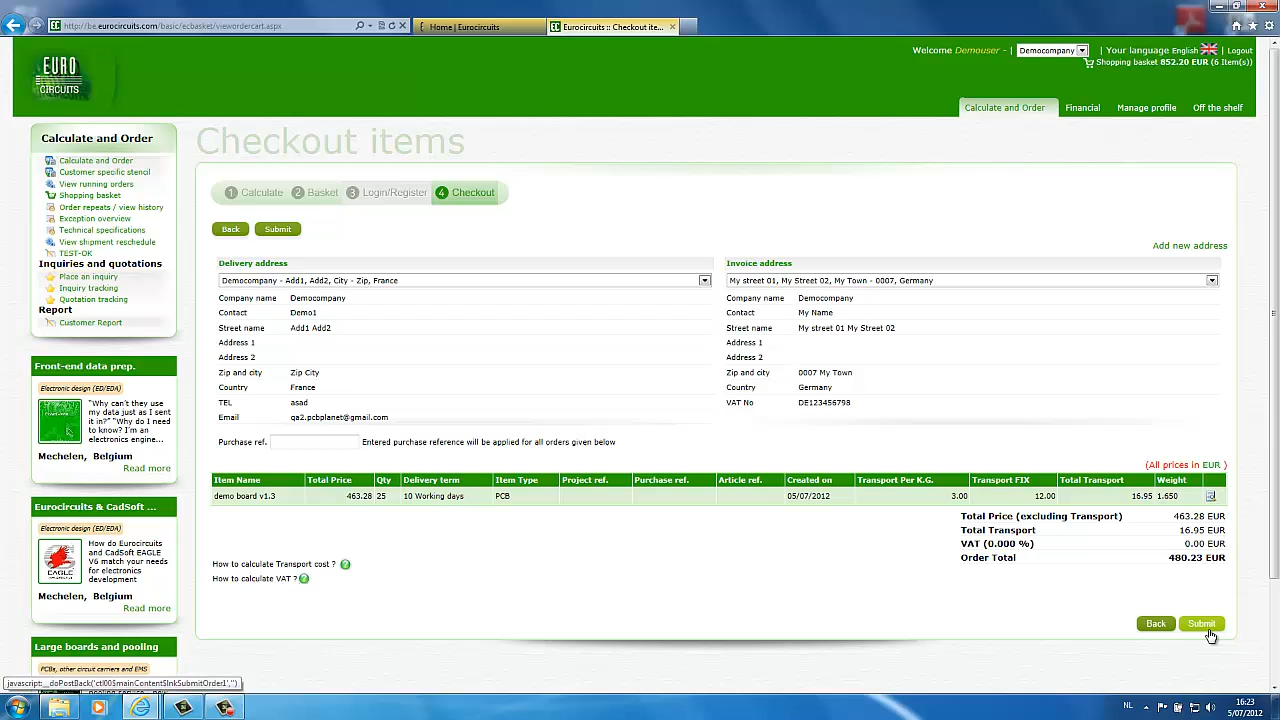 http://be.eurocircuits.com/basic/ecbasket/viewordercart.aspx
Home | Eurocircuits
EC Eurocircuits :: Checkout ite...
Welcome Demouser - | Democompany | Your language English Logout
Shopping basket 852.20 EUR (6 Item(s))
EURO
CIRCUITS
Calculate and Order Financial Manage profile Off the shelf
Calculate and Order
Calculate and Order
Customer specific stencil
View running orders
Shopping basket
Order repeats / view history
Exception overview
Technical specifications
View shipment reschedule
TEST-OK
Inquiries and quotations
Place an inquiry
Inquiry tracking
Quotation tracking
Report
Customer Report
Front-end data prep.
Electronic design (ED/EDA)
"Why can't they use
my data just as I sent
it in?" "Why do I need
to know? I'm an
electronics engine...
Mechelen, Belgium
Read more
Eurocircuits & CadSoft ...
Electronic design (ED/EDA)
How do Eurocircuits
and CadSoft EAGLE
V6 match your needs
for electronics
development
EAGLE
Mechelen, Belgium
Read more
Large boards and pooling
PCBs, other circuit carriers and EMS
Checkout items
1 Calculate 2 Basket 3 Login/Register 4 Checkout
Back Submit
Add new address
Delivery address
Democompany - Add1, Add2, City - Zip, France
Company name Democompany
Contact Demo1
Street name Add1 Add2
Address 1
Address 2
Zip and city Zip City
Country France
TEL asad
Email qa2.pcbplanet@gmail.com
Invoice address
My street 01, My Street 02, My Town - 0007, Germany
Company name Democompany
Contact My Name
Street name My street 01 My Street 02
Address 1
Address 2
Zip and city 0007 My Town
Country Germany
VAT No DE123456798
Purchase ref. Entered purchase reference will be applied for all orders given below
(All prices in EUR )
Item Name Total Price Qty Delivery term Item Type Project ref. Purchase ref. Article ref. Created on Transport Per K.G. Transport FIX Total Transport Weight
demo board v1.3 463.28 25 10 Working days PCB 05/07/2012 3.00 12.00 16.95 1.650
Total Price (excluding Transport) 463.28 EUR
Total Transport 16.95 EUR
VAT (0.000 %) 0.00 EUR
Order Total 480.23 EUR
How to calculate Transport cost ?
How to calculate VAT ?
Back Submit
javascript:__doPostBack('ctl00$mainContent$lnkSubmitOrder1','')
NL
16:23
5/07/2012